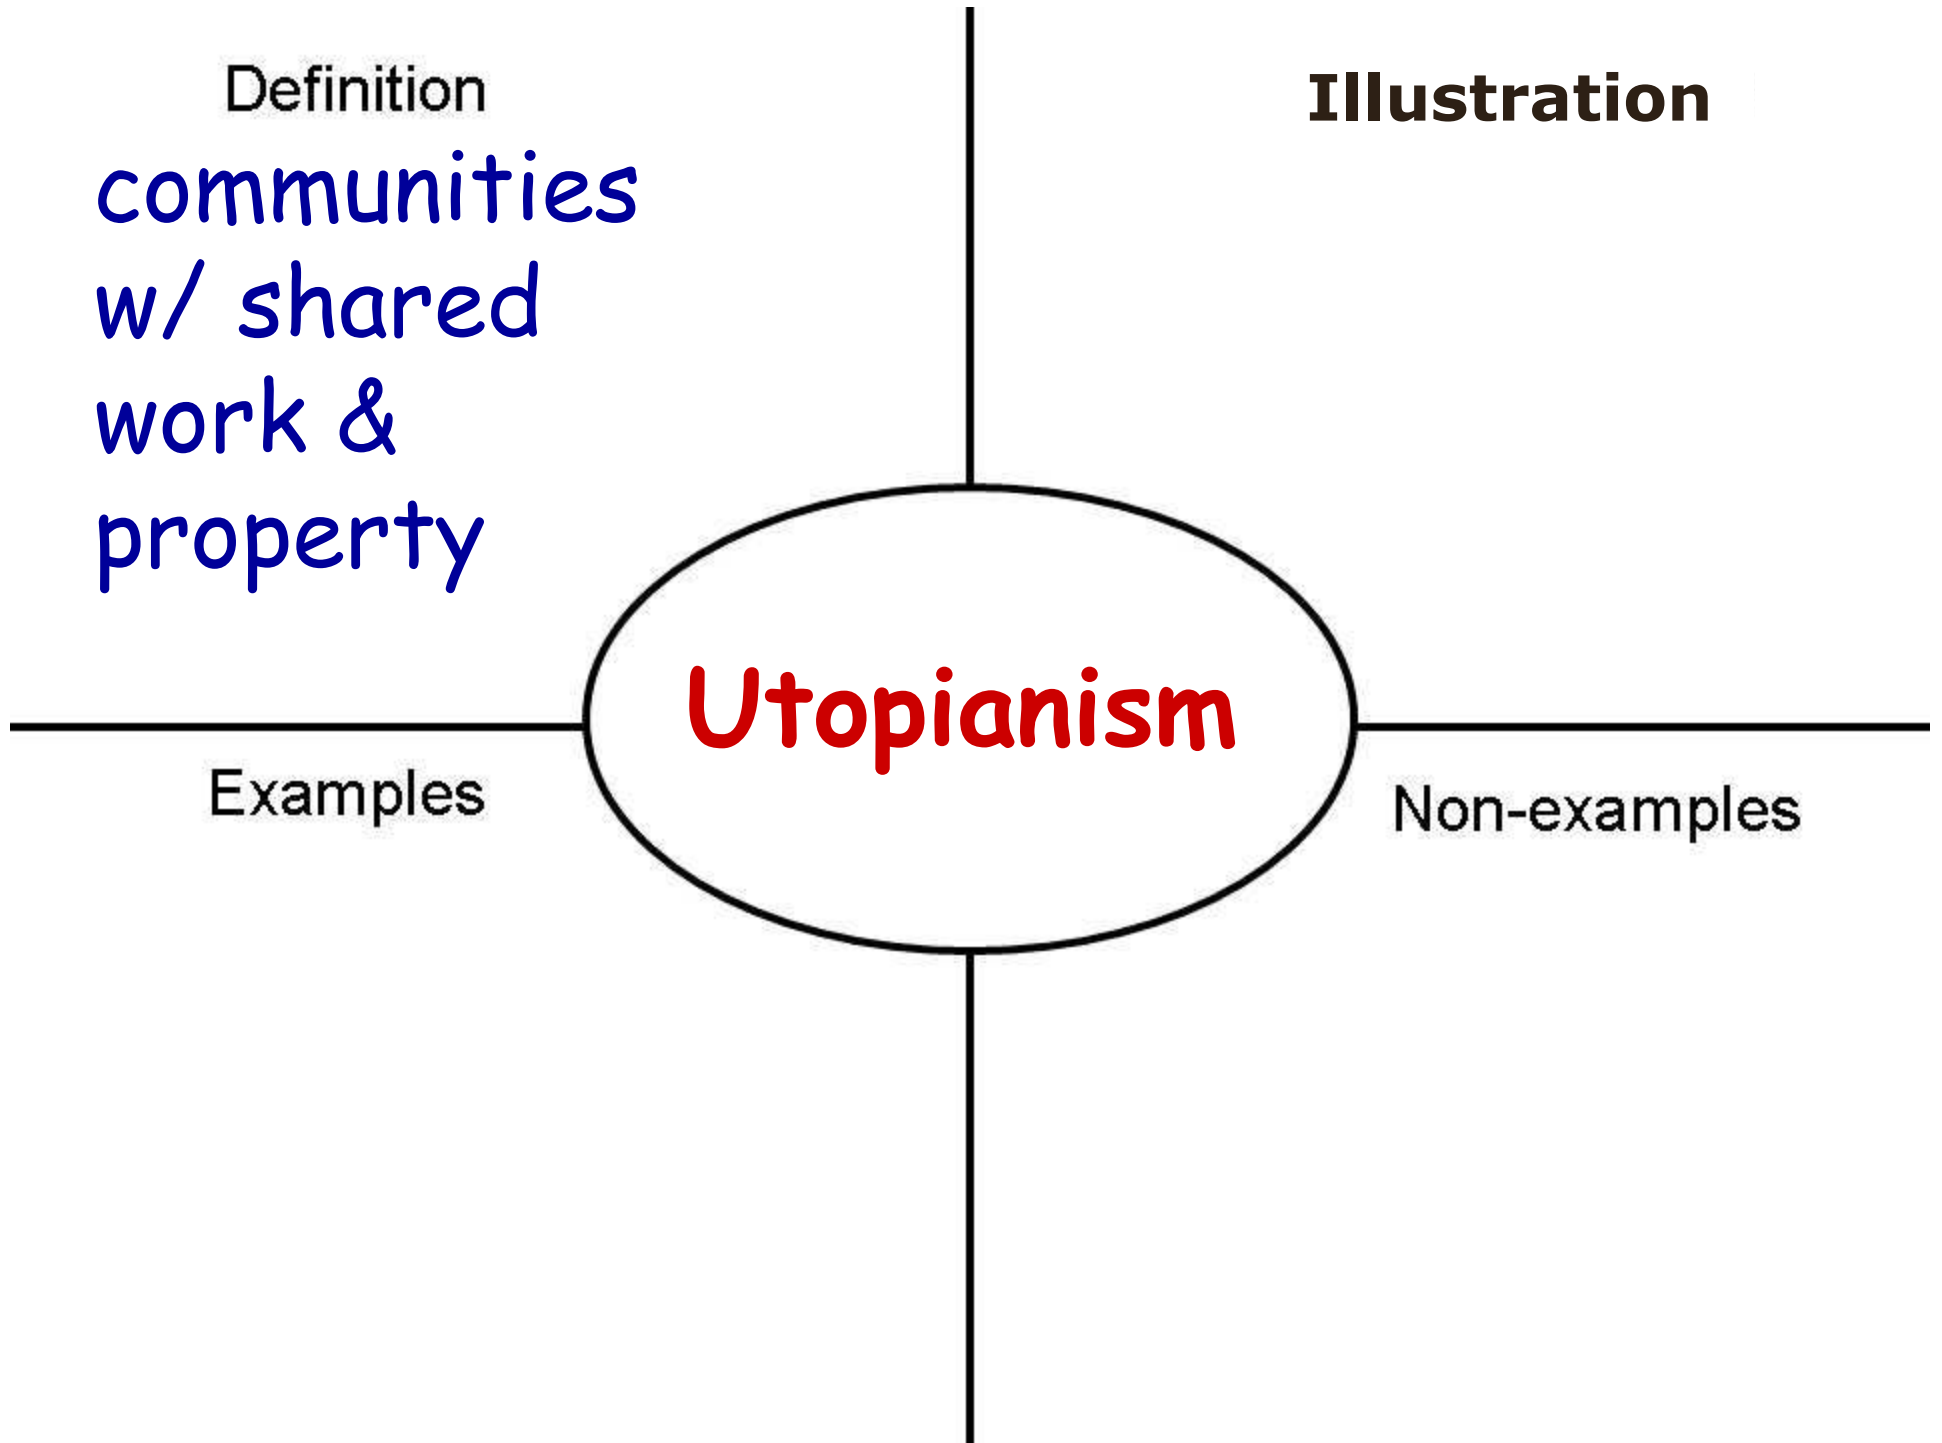 Definition
communities
w/ shared
work &
property
Illustration
Utopianism
Examples
Non-examples